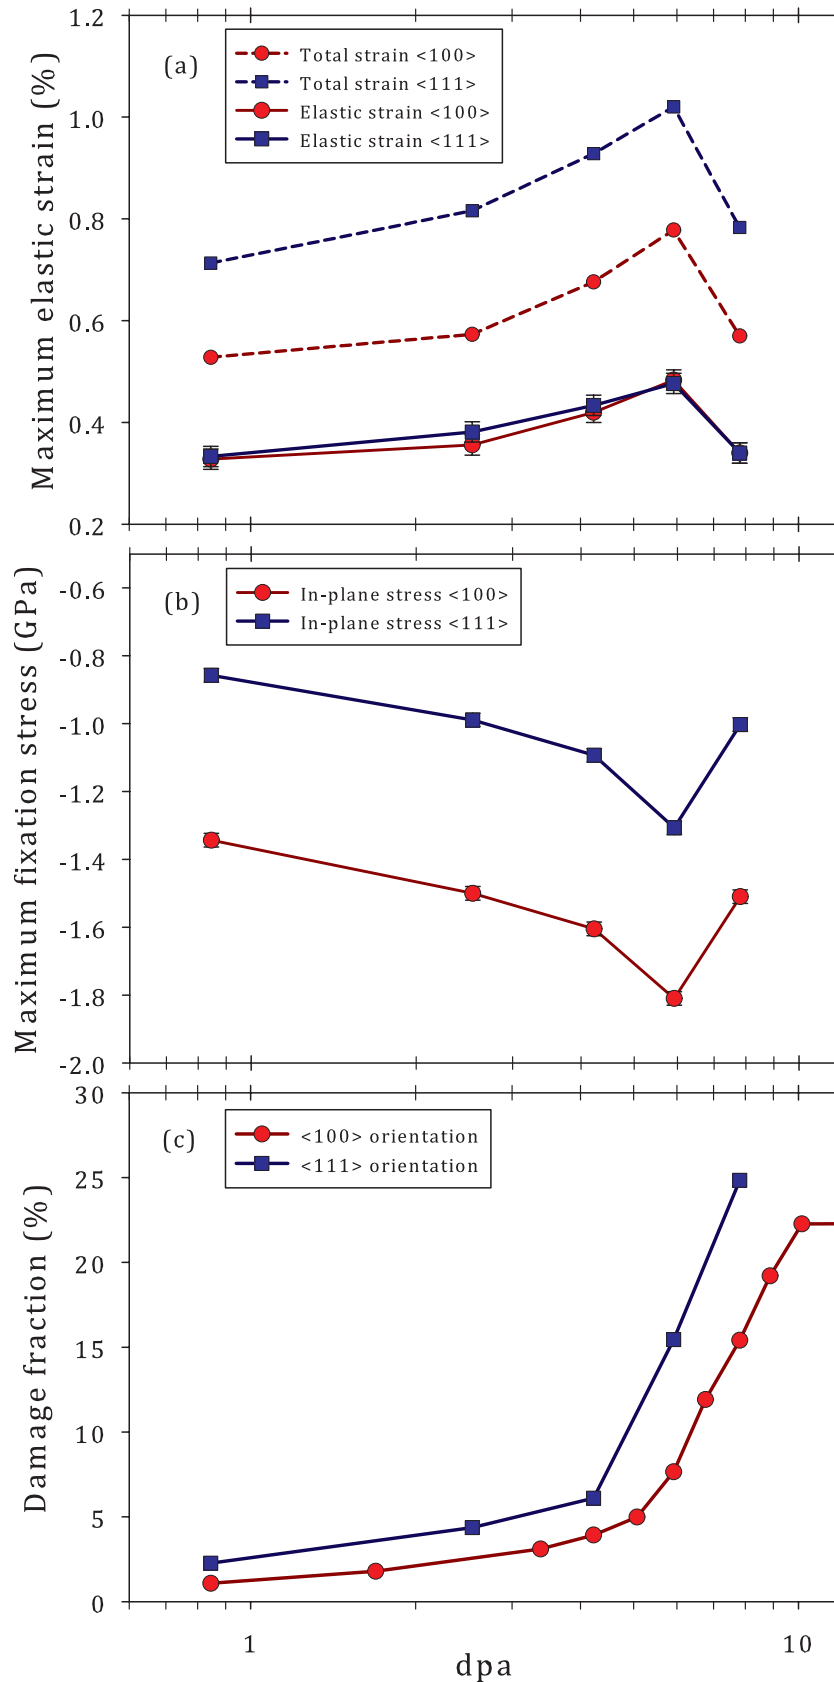 Maximum elastic strain (%)
1.2
1.0
0.8
0.6
0.4
0.2
(a)
Total strain <100>
Total strain <111>
Elastic strain <100>
Elastic strain <111>
Maximum fixation stress (GPa)
-0.6
-0.8
-1.0
-1.2
-1.4
-1.6
-1.8
-2.0
(b)
In-plane stress <100>
In-plane stress <111>
Damage fraction (%)
30
25
20
15
10
5
0
(c)
<100> orientation
<111> orientation
1
10
dpa